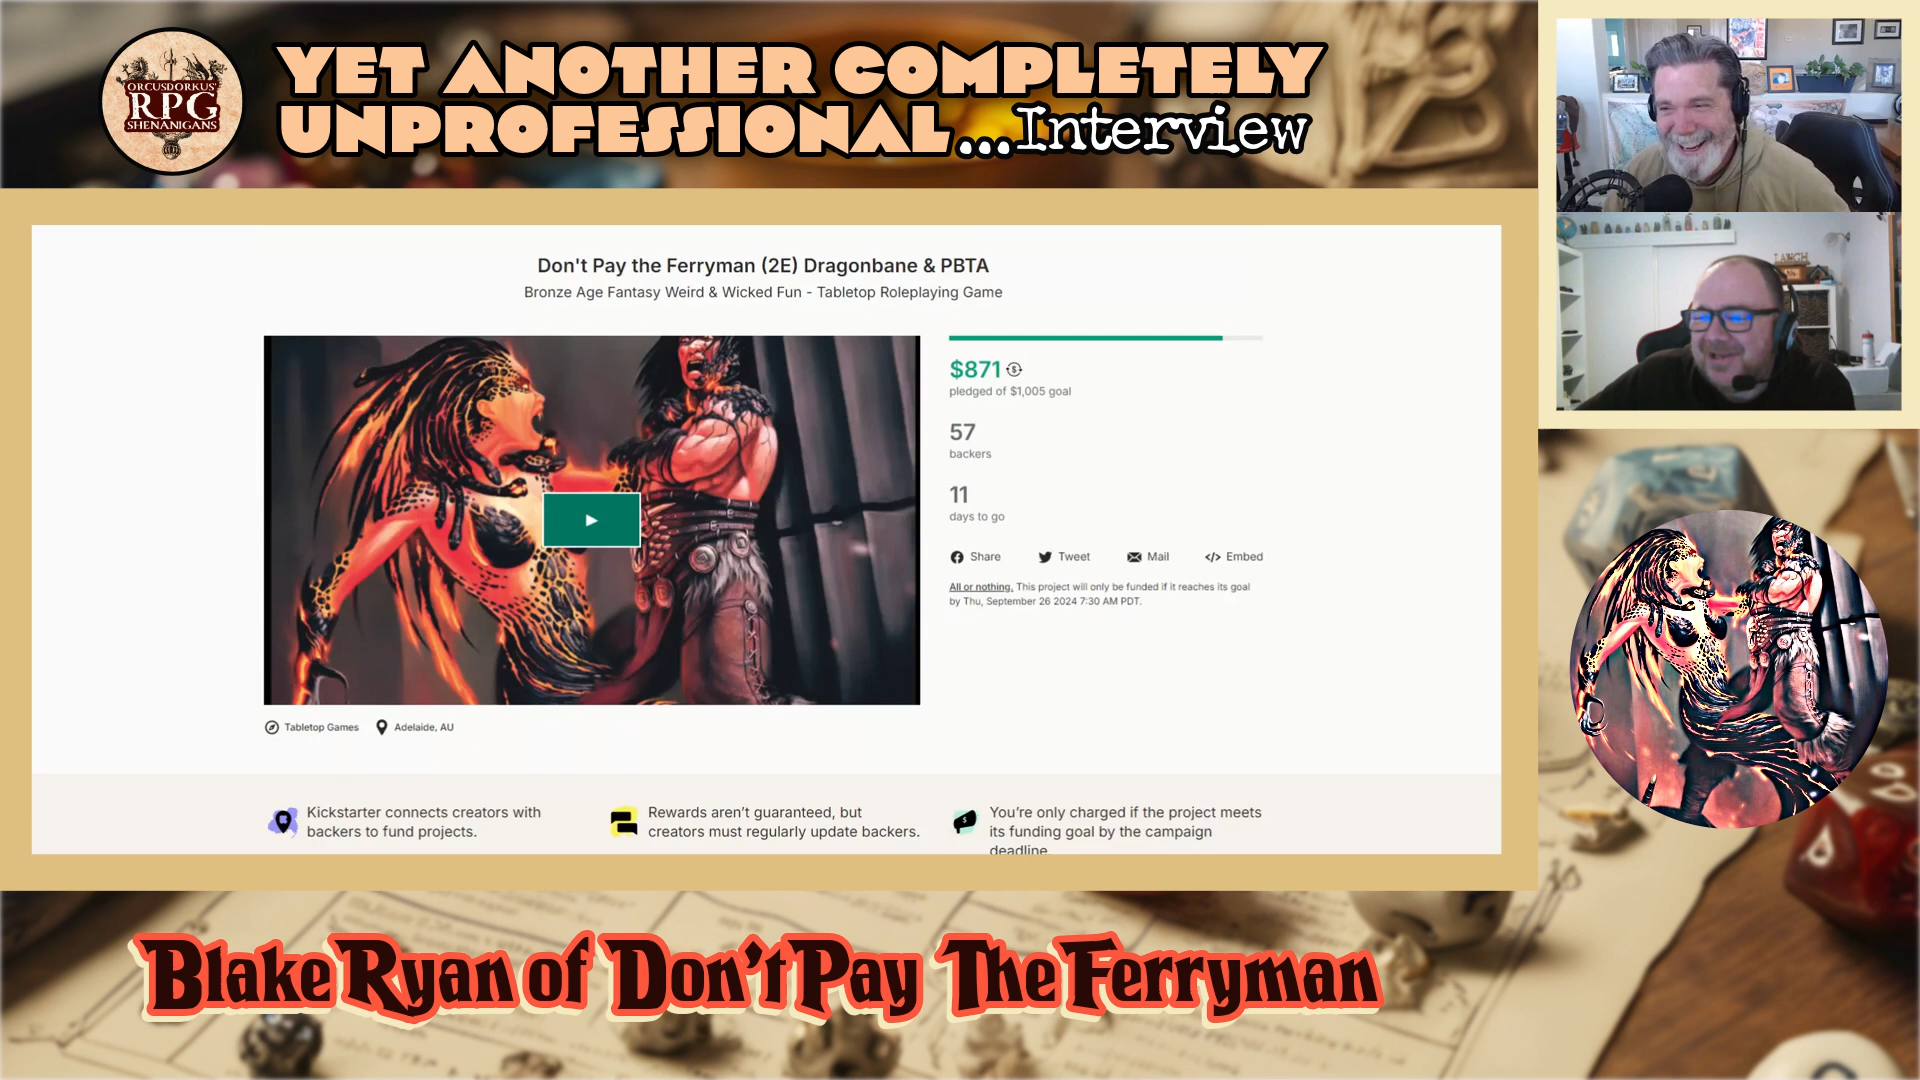 ORCUSDORKUS'
RPG
SHENANIGANS
YET ANOTHER COMPLETELY
UNPROFESSIONAL...Interview
Don't Pay the Ferryman (2E) Dragonbane & PBTA
Bronze Age Fantasy Weird & Wicked Fun - Tabletop Roleplaying Game
$871
pledged of $1,005 goal
57
backers
11
days to go
Share Tweet Mail Embed
All or nothing. This project will only be funded if it reaches its goal
by Thu, September 26 2024 7:30 AM PDT.
Tabletop Games Adelaide, AU
Kickstarter connects creators with
backers to fund projects.
Rewards aren't guaranteed, but
creators must regularly update backers.
You're only charged if the project meets
its funding goal by the campaign
deadline.
LAUGH
Blake Ryan of Don't Pay The Ferryman